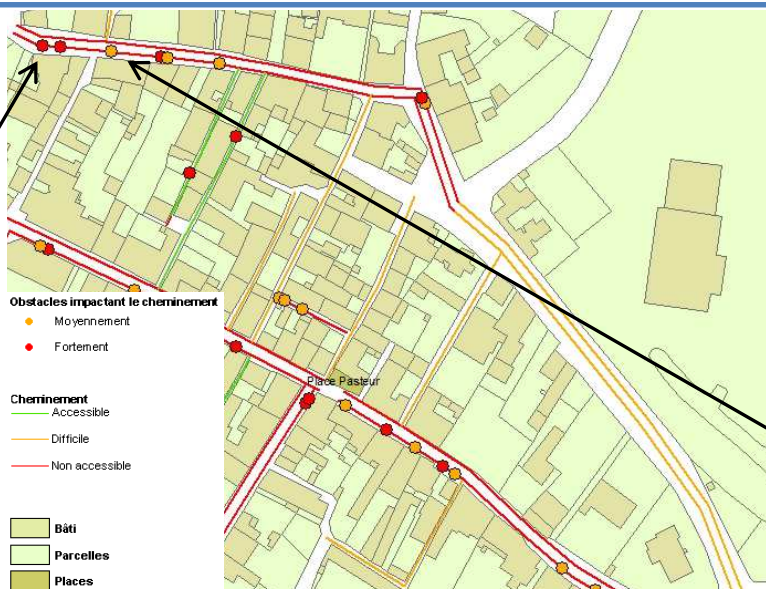 Place Pasteur
Obstacles impactant le cheminement
Moyennement
Fortement
Cheminement
Accessible
Difficile
Non accessible
Bâti
Parcelles
Places